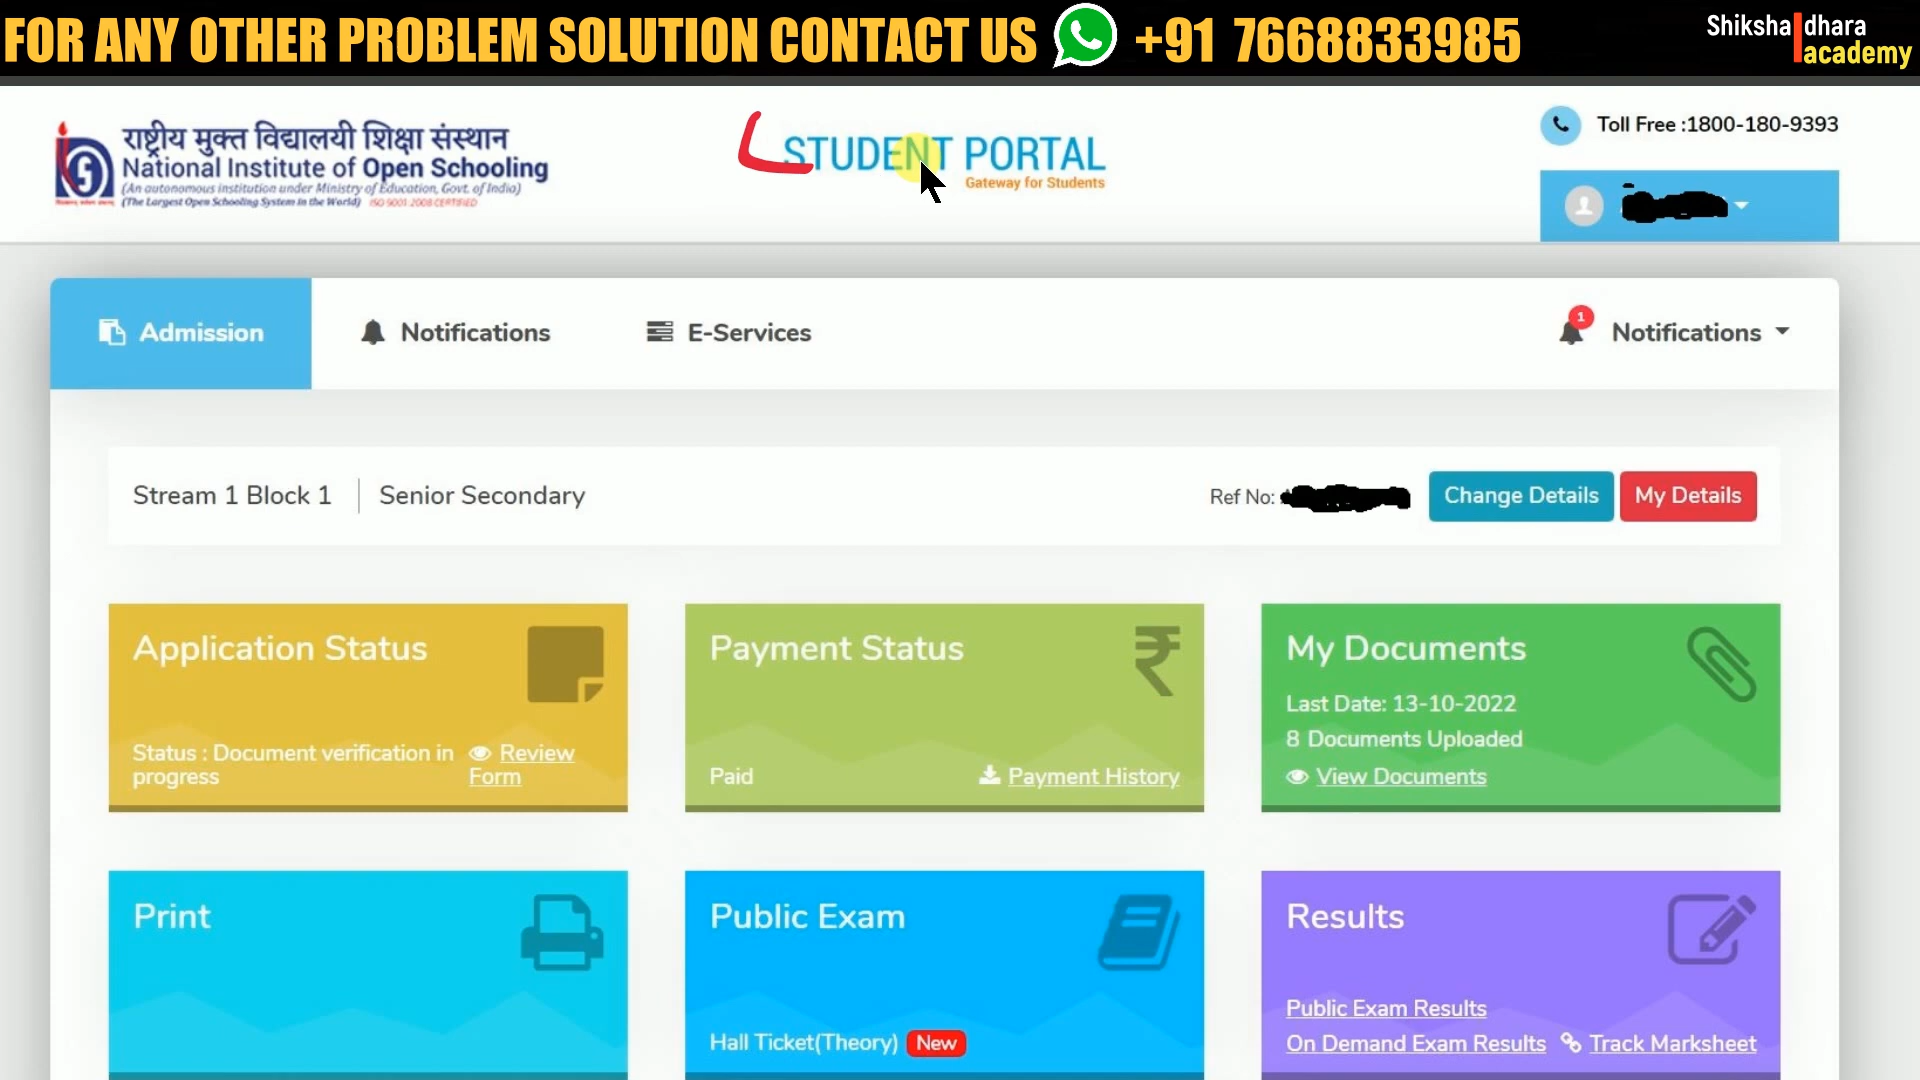 FOR ANY OTHER PROBLEM SOLUTION CONTACT US +91 7668833985
Shiksha dhara
academy
राष्ट्रीय मुक्त विद्यालयी शिक्षा संस्थान
National Institute of Open Schooling
(An autonomous institution under Ministry of Education, Govt. of India)
(The Largest Open Schooling System in the World) ISO 9001:2008 CERTIFIED
STUDENT PORTAL
Gateway for Students
Toll Free :1800-180-9393
Admission
Notifications
E-Services
1
Notifications
Stream 1 Block 1
Senior Secondary
Ref No:
Change Details
My Details
Application Status
Status : Document verification in progress
Review Form
Payment Status
Paid
Payment History
My Documents
Last Date: 13-10-2022
8 Documents Uploaded
View Documents
Print
Public Exam
Hall Ticket(Theory) New
Results
Public Exam Results
On Demand Exam Results
Track Marksheet